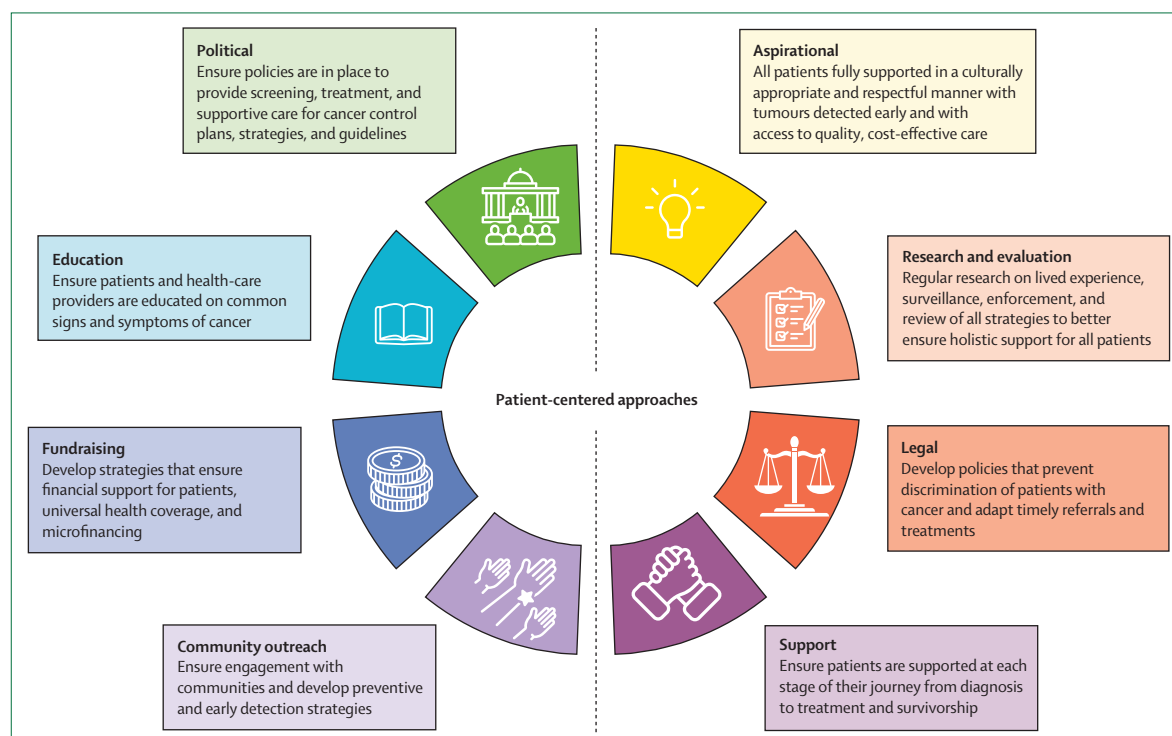 Political
Ensure policies are in place to
provide screening, treatment, and
supportive care for cancer control
plans, strategies, and guidelines
Aspirational
All patients fully supported in a culturally
appropriate and respectful manner with
tumours detected early and with
access to quality, cost-effective care
Education
Ensure patients and health-care
providers are educated on common
signs and symptoms of cancer
Research and evaluation
Regular research on lived experience,
surveillance, enforcement, and
review of all strategies to better
ensure holistic support for all patients
Patient-centered approaches
Fundraising
Develop strategies that ensure
financial support for patients,
universal health coverage, and
microfinancing
$
Legal
Develop policies that prevent
discrimination of patients with
cancer and adapt timely referrals and
treatments
Community outreach
Ensure engagement with
communities and develop preventive
and early detection strategies
Support
Ensure patients are supported at each
stage of their journey from diagnosis
to treatment and survivorship